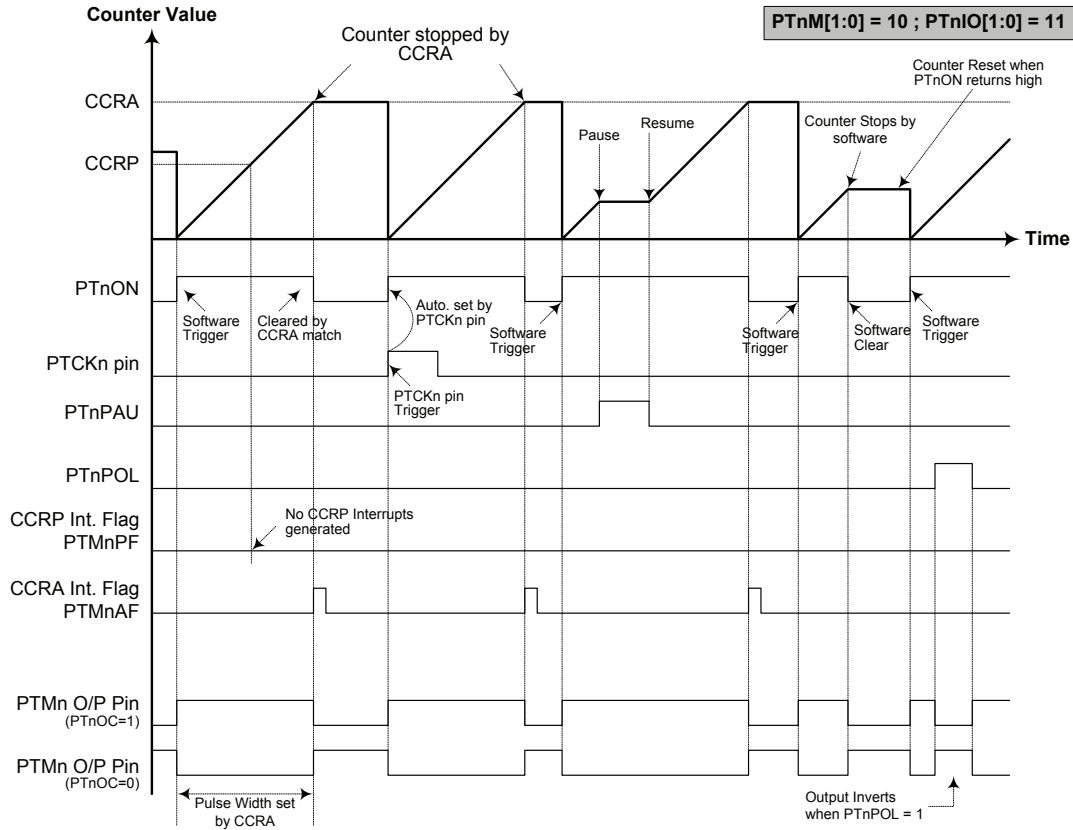 Counter Value
PTnM[1:0] = 10 ; PTnIO[1:0] = 11
Counter stopped by
CCRA
Counter Reset when
PTnON returns high
CCRA
Counter Stops by
software
Pause
Resume
CCRP
Time
PTnON
Software
Trigger
Cleared by
CCRA match
Auto. set by
PTCKn pin
Software
Trigger
Software
Trigger
Software
Clear
Software
Trigger
PTCKn pin
PTCKn pin
Trigger
PTnPAU
PTnPOL
No CCRP Interrupts
generated
CCRP Int. Flag
PTMnPF
CCRA Int. Flag
PTMnAF
PTMn O/P Pin
(PTnOC=1)
PTMn O/P Pin
(PTnOC=0)
Pulse Width set
by CCRA
Output Inverts
when PTnPOL = 1